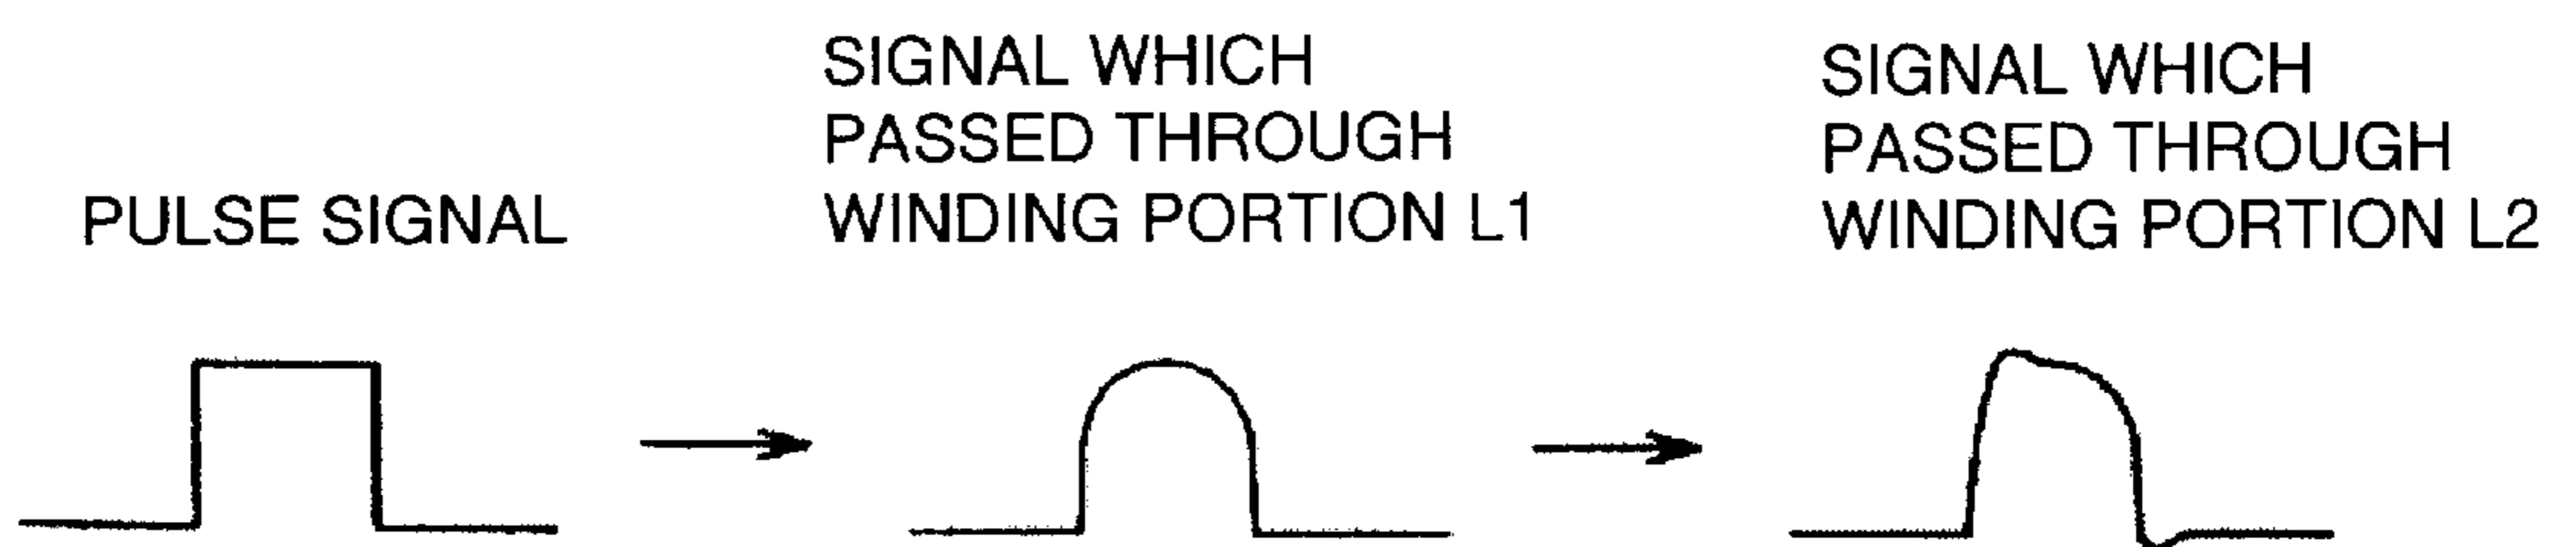 PULSE SIGNAL
SIGNAL WHICH
PASSED THROUGH
WINDING PORTION L1
SIGNAL WHICH
PASSED THROUGH
WINDING PORTION L2